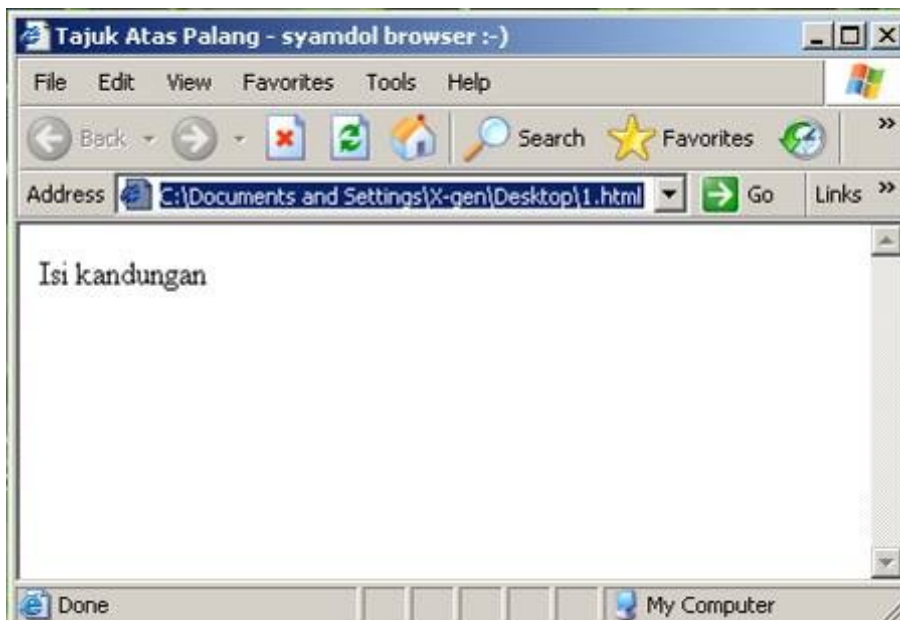 Tajuk Atas Palang - syamdol browser :-)
File Edit View Favorites Tools Help
Back Search Favorites »
Address C:\Documents and Settings\X-gen\Desktop\1.html Go Links »
Isi kandungan
Done My Computer